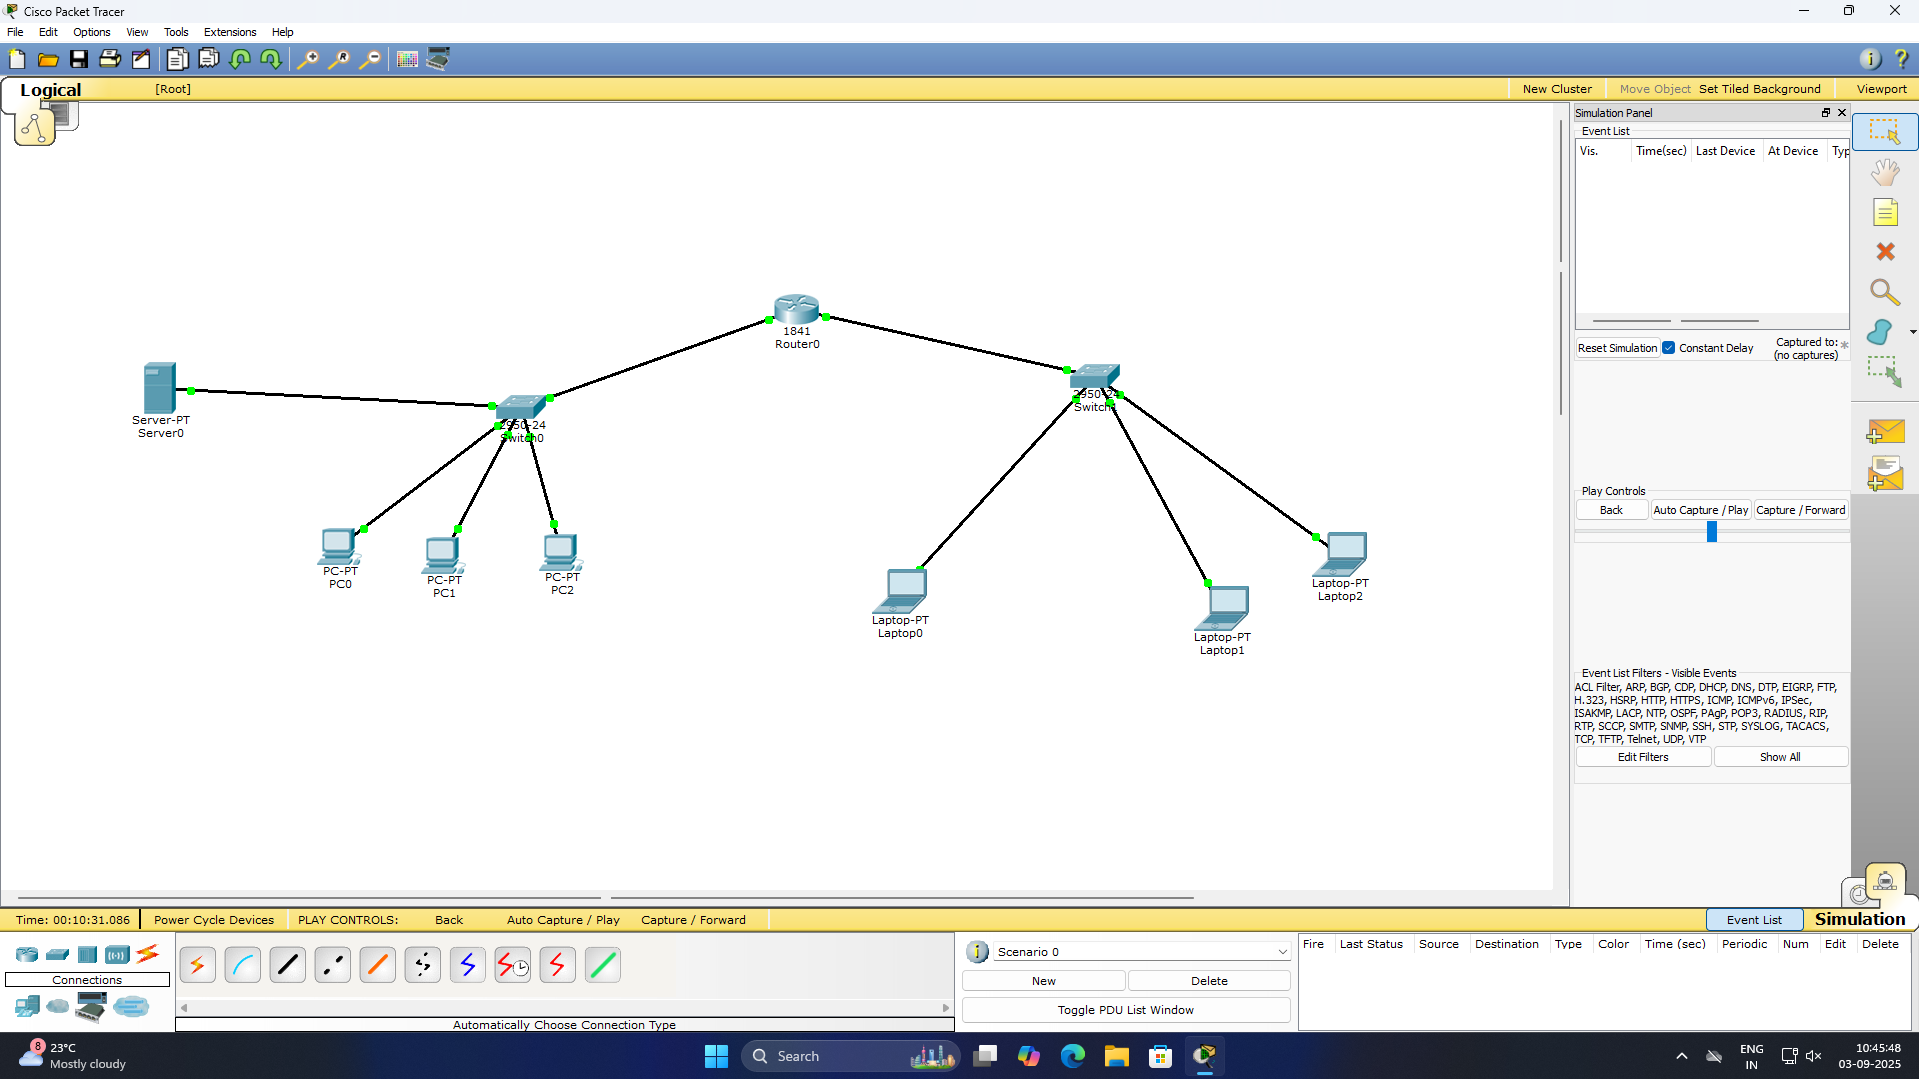 Cisco Packet Tracer
File Edit Options View Tools Extensions Help
Logical [Root] New Cluster Move Object Set Tiled Background Viewport
Simulation Panel
Event List
Vis. Time(sec) Last Device At Device Typ
1841
Router0
Reset Simulation Constant Delay Captured to: *
(no captures)
2950-24
Switch1
Server-PT
Server0
2950-24
Switch0
Play Controls
Back Auto Capture / Play Capture / Forward
PC-PT
PC0
PC-PT
PC1
PC-PT
PC2
Laptop-PT
Laptop2
Laptop-PT
Laptop0
Laptop-PT
Laptop1
Event List Filters - Visible Events
ACL Filter, ARP, BGP, CDP, DHCP, DNS, DTP, EIGRP, FTP,
H.323, HSRP, HTTP, HTTPS, ICMP, ICMPv6, IPSec,
ISAKMP, LACP, NTP, OSPF, PAgP, POP3, RADIUS, RIP,
RTP, SCCP, SMTP, SNMP, SSH, STP, SYSLOG, TACACS,
TCP, TFTP, Telnet, UDP, VTP
Edit Filters Show All
Time: 00:10:31.086 Power Cycle Devices PLAY CONTROLS: Back Auto Capture / Play Capture / Forward Event List Simulation
Scenario 0
Fire Last Status Source Destination Type Color Time (sec) Periodic Num Edit Delete
Connections
New Delete
Toggle PDU List Window
Automatically Choose Connection Type
8
23°C
Mostly cloudy
Search
ENG
IN
10:45:48
03-09-2025